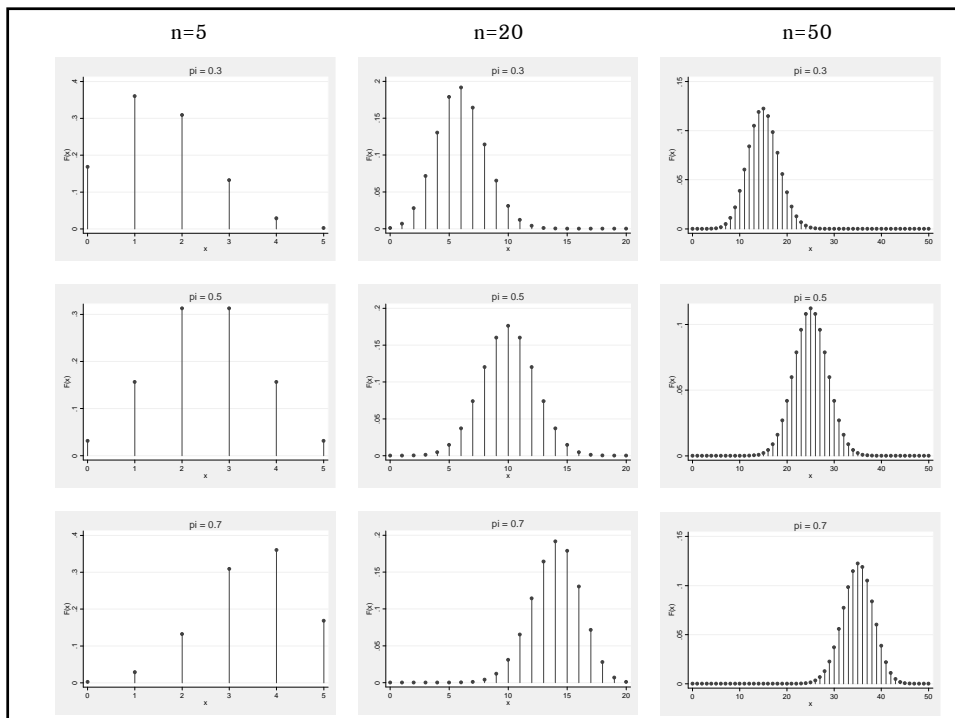 n=5 n=20 n=50
pi = 0.3
F(x)
0 .1 .2 .3 .4
0 1 2 3 4 5
x
pi = 0.3
F(x)
0 .05 .1 .15 .2
0 5 10 15 20
x
pi = 0.3
F(x)
0 .05 .1 .15
0 10 20 30 40 50
x
pi = 0.5
F(x)
0 .1 .2 .3
0 1 2 3 4 5
x
pi = 0.5
F(x)
0 .05 .1 .15 .2
0 5 10 15 20
x
pi = 0.5
F(x)
0 .05 .1
0 10 20 30 40 50
x
pi = 0.7
F(x)
0 .1 .2 .3 .4
0 1 2 3 4 5
x
pi = 0.7
F(x)
0 .05 .1 .15 .2
0 5 10 15 20
x
pi = 0.7
F(x)
0 .05 .1 .15
0 10 20 30 40 50
x